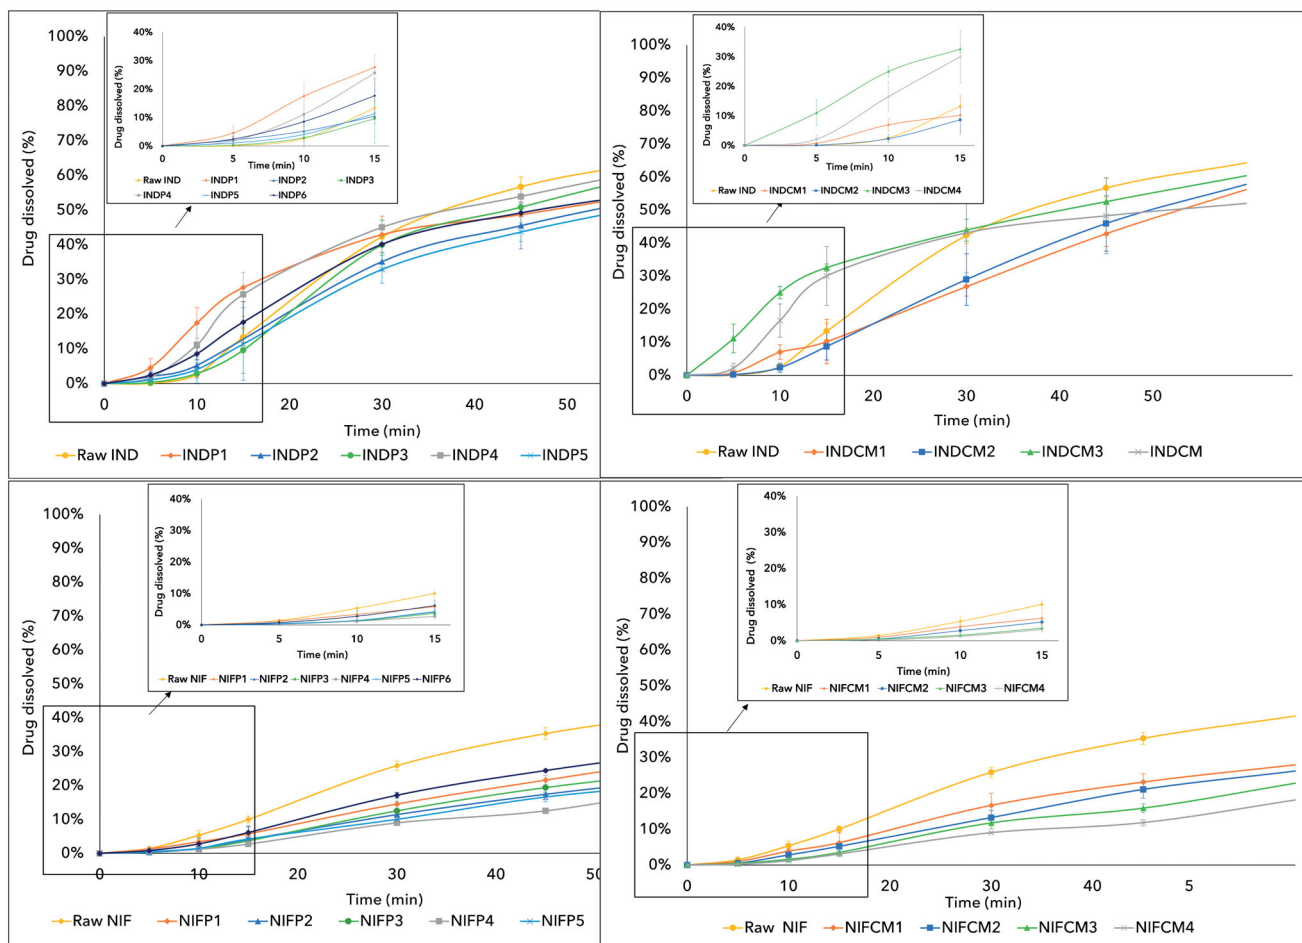 100%
90%
80%
70%
60%
50%
40%
30%
20%
10%
0%
Drug dissolved (%)
0 10 20 30 40 50
Time (min)
Raw IND INDP1 INDP2 INDP3 INDP4 INDP5
40%
30%
20%
10%
0%
Drug dissolved (%)
0 5 10 15
Time (min)
Raw IND INDP1 INDP2 INDP3
INDP4 INDP5 INDP6
100%
90%
80%
70%
60%
50%
40%
30%
20%
10%
0%
Drug dissolved (%)
0 10 20 30 40 50
Time (min)
Raw IND INDCM1 INDCM2 INDCM3 INDCM
40%
30%
20%
10%
0%
Drug dissolved (%)
0 5 10 15
Time (min)
Raw IND INDCM1 INDCM2 INDCM3 INDCM4
100%
90%
80%
70%
60%
50%
40%
30%
20%
10%
0%
Drug dissolved (%)
0 10 20 30 40 50
Time (min)
Raw NIF NIFP1 NIFP2 NIFP3 NIFP4 NIFP5
40%
30%
20%
10%
0%
Drug dissolved (%)
0 5 10 15
Time (min)
Raw NIF NIFP1 NIFP2 NIFP3 NIFP4 NIFP5 NIFP6
100%
90%
80%
70%
60%
50%
40%
30%
20%
10%
0%
Drug dissolved (%)
0 10 20 30 40 5
Time (min)
Raw NIF NIFCM1 NIFCM2 NIFCM3 NIFCM4
40%
30%
20%
10%
0%
Drug dissolved (%)
0 5 10 15
Time (min)
Raw NIF NIFCM1 NIFCM2 NIFCM3 NIFCM4